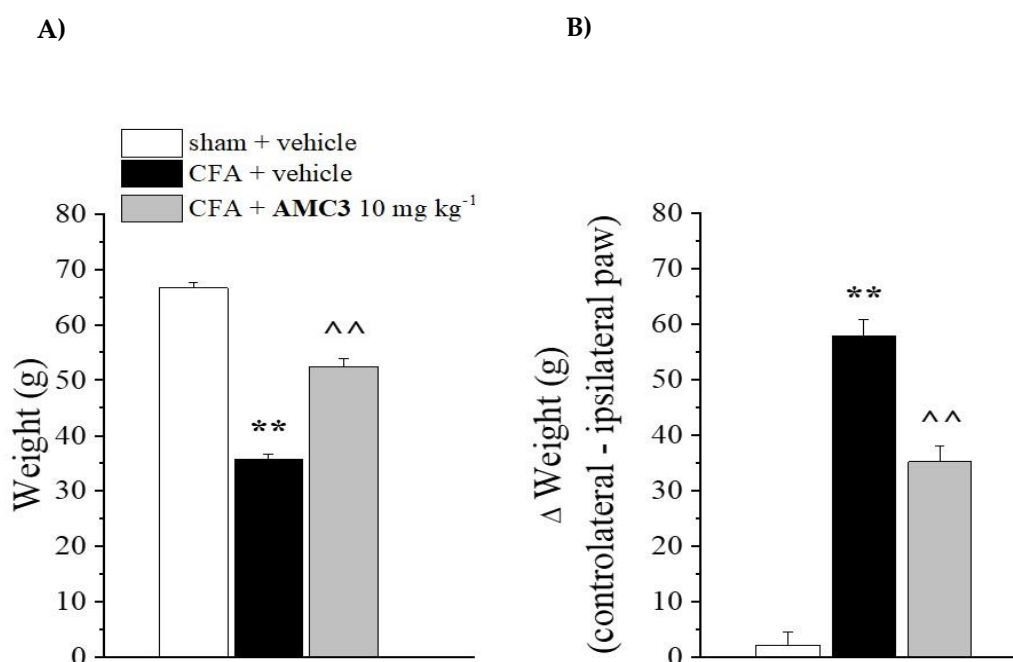 A)
B)
sham + vehicle
CFA + vehicle
CFA + AMC3 10 mg kg⁻¹
Weight (g)
80
70
60
50
40
30
20
10
0
**
^^
Δ Weight (g)
(controlateral - ipsilateral paw)
80
70
60
50
40
30
20
10
0
**
^^